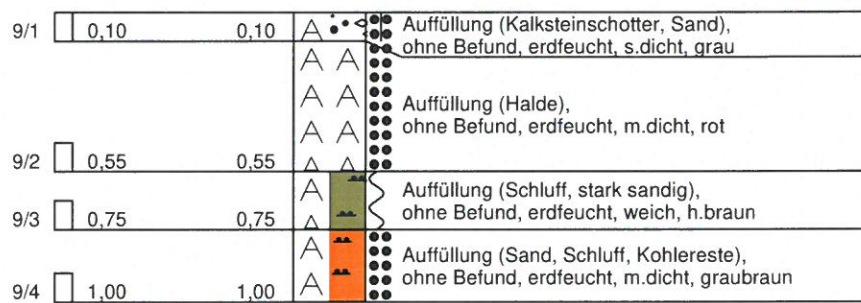 9/1 0,10 0,10 A Auffüllung (Kalksteinschotter, Sand),
ohne Befund, erdfeucht, s.dicht, grau
A A
A A
A A Auffüllung (Halde),
ohne Befund, erdfeucht, m.dicht, rot
A A
9/2 0,55 0,55 A A
A Auffüllung (Schluff, stark sandig),
ohne Befund, erdfeucht, weich, h.braun
9/3 0,75 0,75 A
A Auffüllung (Sand, Schluff, Kohlereste),
ohne Befund, erdfeucht, m.dicht, graubraun
9/4 1,00 1,00 A